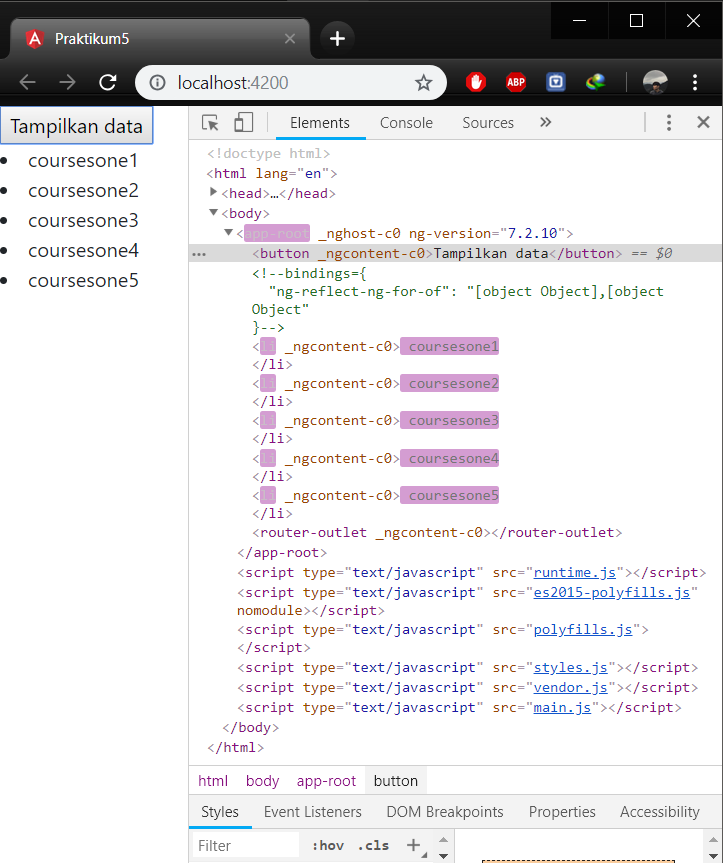 Praktikum5
localhost:4200
ABP
Tampilkan data
coursesone1
coursesone2
coursesone3
coursesone4
coursesone5
Elements Console Sources
<!doctype html>
<html lang="en">
<head>…</head>
<body>
<app-root _nghost-c0 ng-version="7.2.10">
<button _ngcontent-c0>Tampilkan data</button> == $0
<!--bindings={
"ng-reflect-ng-for-of": "[object Object],[object
Object"
}-->
<li _ngcontent-c0> coursesone1
</li>
<li _ngcontent-c0> coursesone2
</li>
<li _ngcontent-c0> coursesone3
</li>
<li _ngcontent-c0> coursesone4
</li>
<li _ngcontent-c0> coursesone5
</li>
<router-outlet _ngcontent-c0></router-outlet>
</app-root>
<script type="text/javascript" src="runtime.js"></script>
<script type="text/javascript" src="es2015-polyfills.js"
nomodule></script>
<script type="text/javascript" src="polyfills.js">
</script>
<script type="text/javascript" src="styles.js"></script>
<script type="text/javascript" src="vendor.js"></script>
<script type="text/javascript" src="main.js"></script>
</body>
</html>
html body app-root button
Styles Event Listeners DOM Breakpoints Properties Accessibility
Filter :hov .cls +